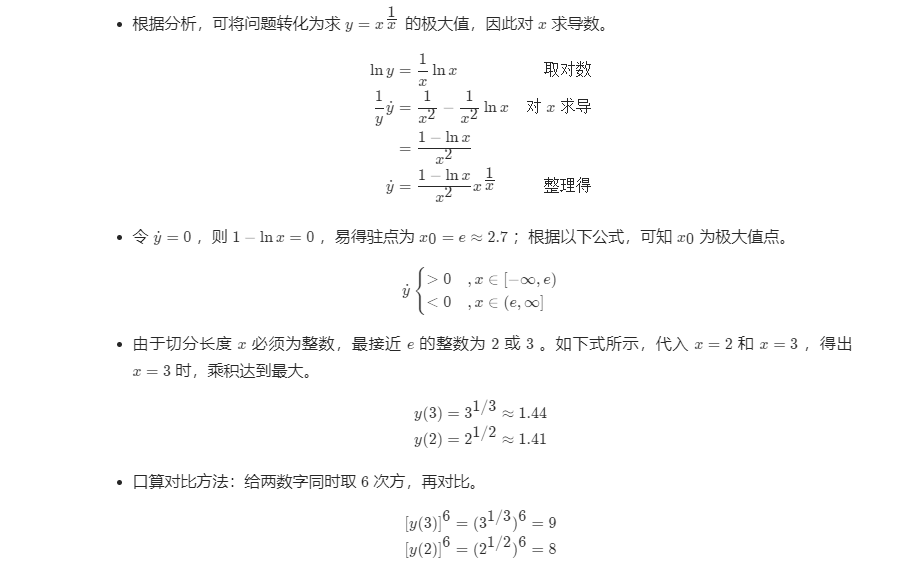 • 根据分析，可将问题转化为求 y = x^{\frac{1}{x}} 的极大值，因此对 x 求导数。
\ln y = \frac{1}{x} \ln x 取对数
\frac{1}{y} \dot{y} = \frac{1}{x^2} - \frac{1}{x^2} \ln x 对 x 求导
= \frac{1 - \ln x}{x^2}
\dot{y} = \frac{1 - \ln x}{x^2} x^{\frac{1}{x}} 整理得
• 令 \dot{y} = 0 ，则 1 - \ln x = 0 ，易得驻点为 x_0 = e ≈ 2.7 ；根据以下公式，可知 x_0 为极大值点。
\dot{y} \begin{cases} > 0 & , x ∈ [-∞, e) \\ < 0 & , x ∈ (e, ∞] \end{cases}
• 由于切分长度 x 必须为整数，最接近 e 的整数为 2 或 3 。如下式所示，代入 x = 2 和 x = 3 ，得出
x = 3 时，乘积达到最大。
y(3) = 3^{1/3} ≈ 1.44
y(2) = 2^{1/2} ≈ 1.41
• 口算对比方法：给两数字同时取 6 次方，再对比。
[y(3)]^6 = (3^{1/3})^6 = 9
[y(2)]^6 = (2^{1/2})^6 = 8